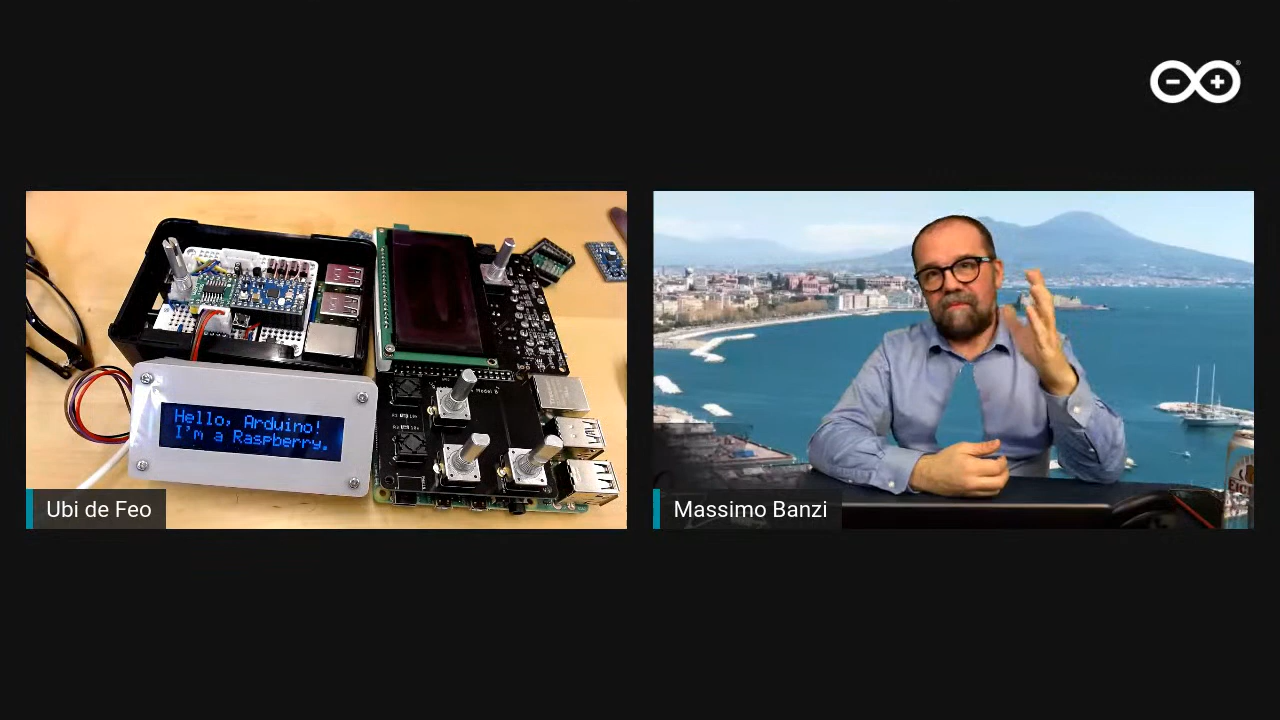 Hello, Arduino!
I'm a Raspberry,
Ubi de Feo
Massimo Banzi